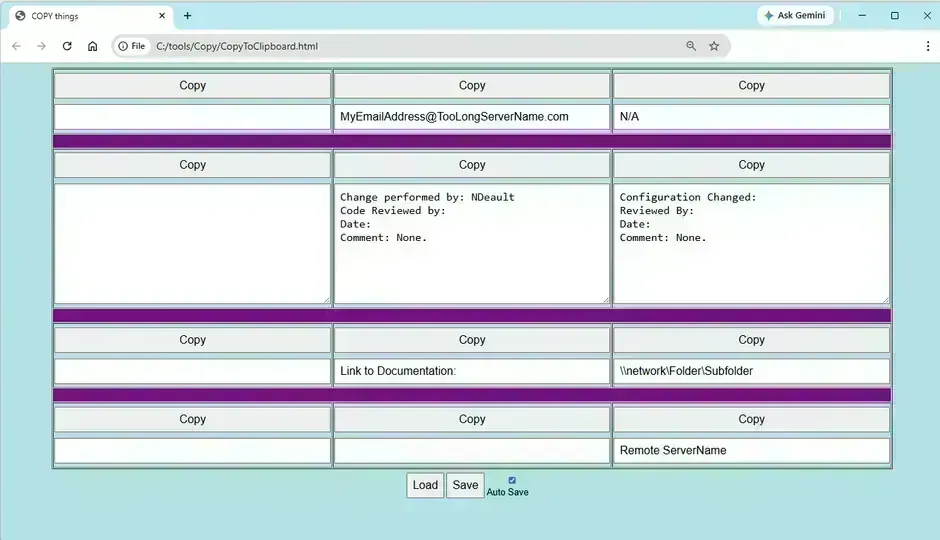 COPY things
Ask Gemini
File
C:/tools/Copy/CopyToClipboard.html
Copy
Copy
Copy
MyEmailAddress@TooLongServerName.com
N/A
Copy
Copy
Copy
Change performed by: NDeault
Code Reviewed by:
Date:
Comment: None.
Configuration Changed:
Reviewed By:
Date:
Comment: None.
Copy
Copy
Copy
Link to Documentation:
\\network\Folder\Subfolder
Copy
Copy
Copy
Remote ServerName
Load
Save
Auto Save